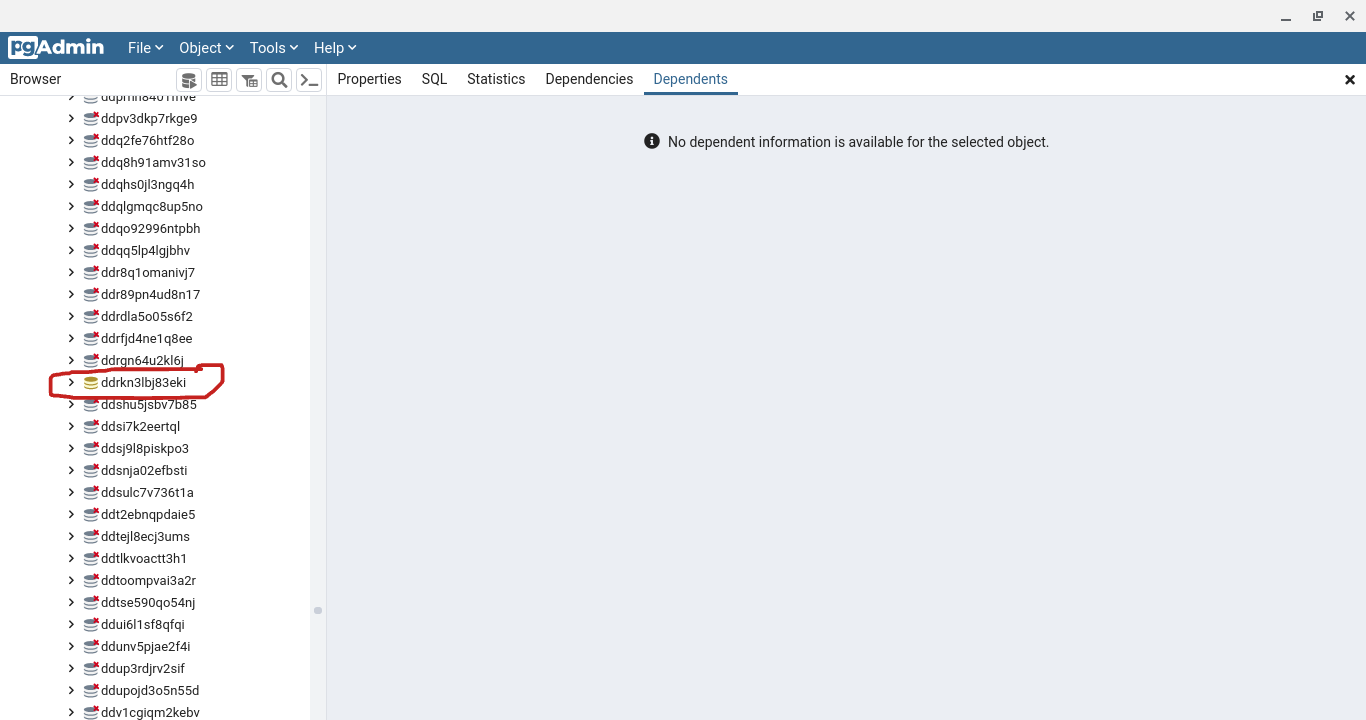 pgAdmin File Object Tools Help
Browser Properties SQL Statistics Dependencies Dependents
No dependent information is available for the selected object.
ddpv3dkp7rkge9
ddq2fe76htf28o
ddq8h91amv31so
ddqhs0jl3ngq4h
ddqlgmqc8up5no
ddqo92996ntpbh
ddqq5lp4lgjbhv
ddr8q1omanivj7
ddr89pn4ud8n17
ddrdla5o05s6f2
ddrfjd4ne1q8ee
ddrgn64u2kl6j
ddrkn3lbj83eki
ddshu5jsbv7b85
ddsi7k2eertql
ddsj9l8piskpo3
ddsnja02efbsti
ddsulc7v736t1a
ddt2ebnqpdaie5
ddtejl8ecj3ums
ddtlkvoactt3h1
ddtoompvai3a2r
ddtse590qo54nj
ddui6l1sf8qfqi
ddunv5pjae2f4i
ddup3rdjrv2sif
ddupojd3o5n55d
ddv1cgiqm2kebv